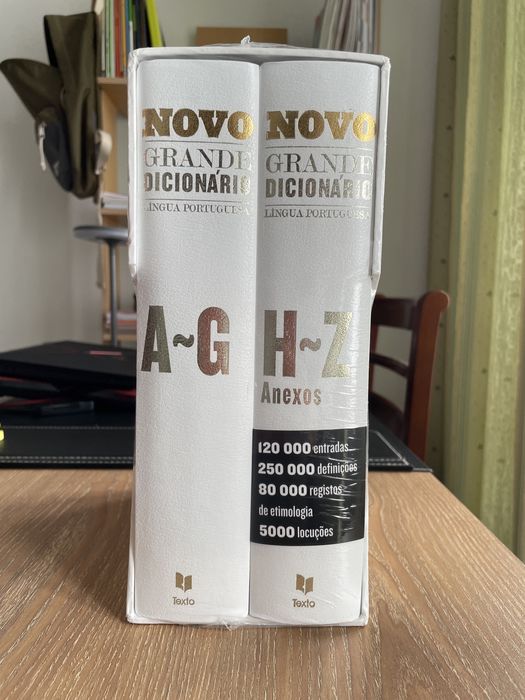 NOVO
GRANDE
DICIONÁRIO
LÍNGUA PORTUGUESA
A~G
Texto
NOVO
GRANDE
DICIONÁRIO
LÍNGUA PORTUGUESA
H~Z
Anexos
120 000 entradas
250 000 definições
80 000 registos
de etimologia
5000 locuções
Texto